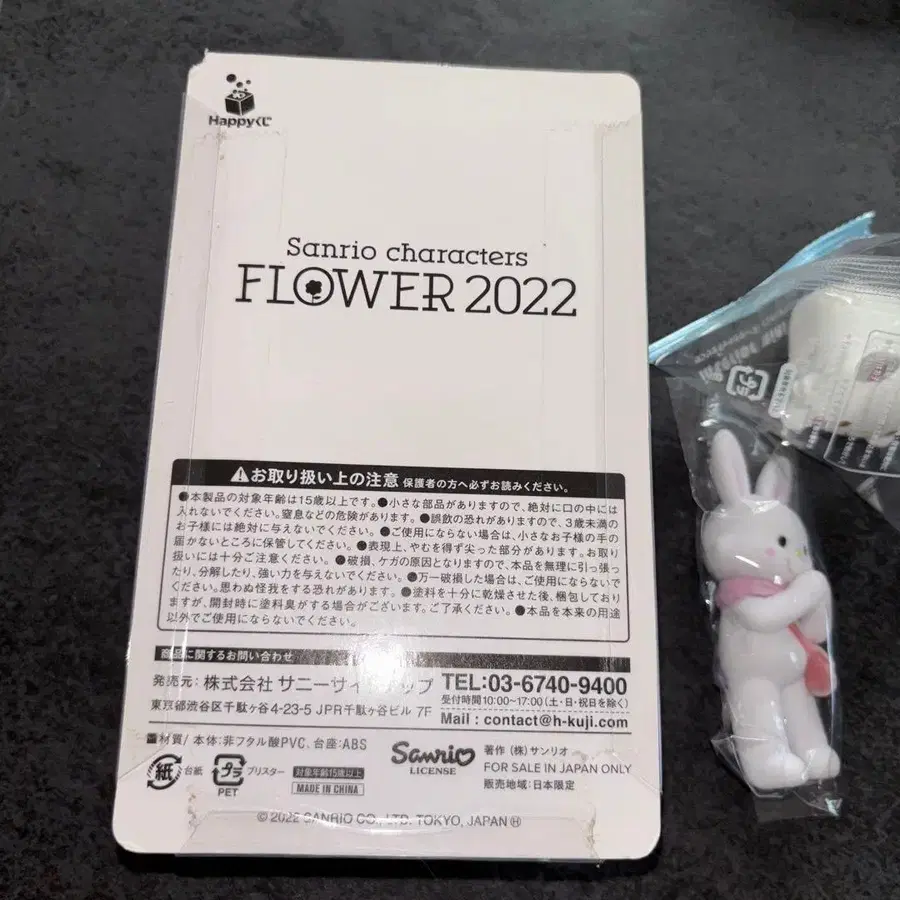 Happyくじ
Sanrio characters
FLOWER 2022
お取り扱い上の注意 保護者の方へ必ずお読みください。
●本製品の対象年齢は15歳以上です。●小さな部品がありますので、絶対に口の中には
入れないでください。窒息などの危険があります。●誤飲の恐れがありますので、3歳未満の
お子様には絶対に与えないでください。●ご使用にならない場合は、小さなお子様の手の
届かないところに保管してください。●表現上、やむを得ず尖った部分があります。お取り
扱いには十分ご注意ください。●破損、ケガの原因となりますので、本品を無理に引っ張っ
たり、分解したり、強い力を与えないでください。●万一破損した場合は、ご使用にならないで
ください。思わぬ怪我をする恐れがあります。●塗料を十分に乾燥させた後、梱包しており
ますが、開封時に塗料臭がする場合がございます。ご了承ください。●本品を本来の用途
以外でご使用にならないでください。
商品に関するお問い合わせ
発売元: 株式会社 サニーサイドアップ
東京都渋谷区千駄ヶ谷4-23-5 JPR千駄ヶ谷ビル 7F
TEL:03-6740-9400
受付時間10:00~17:00(土・日・祝日を除く)
Mail : contact@h-kuji.com
■材質/ 本体:非フタル酸PVC、台座:ABS
紙 台紙
プラ ブリスター
PET
対象年齢15歳以上
MADE IN CHINA
Sanrio
LICENSE
著作 (株)サンリオ
FOR SALE IN JAPAN ONLY
販売地域:日本限定
© 2022 SANRIO CO., LTD. TOKYO, JAPAN Ⓗ
プラ